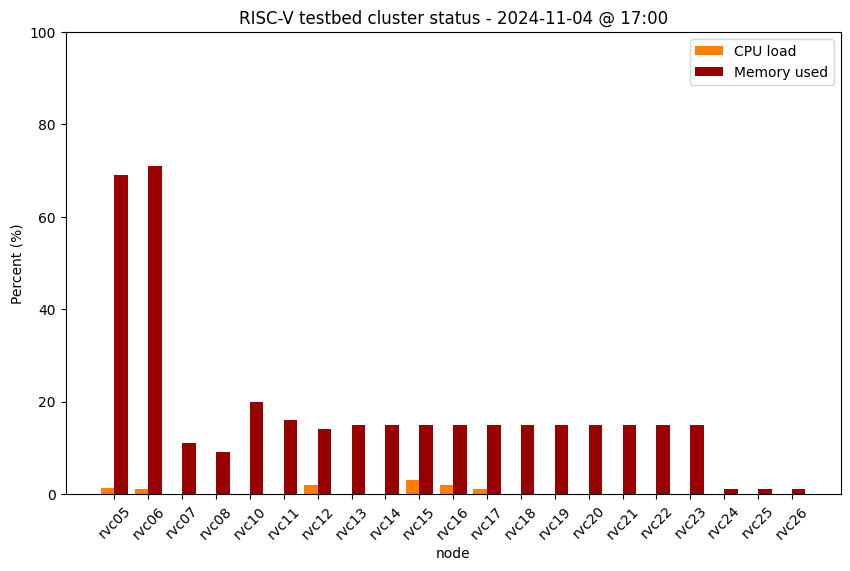 RISC-V testbed cluster status - 2024-11-04 @ 17:00
CPU load
Memory used
Percent (%)
100
80
60
40
20
0
rvc05
rvc06
rvc07
rvc08
rvc10
rvc11
rvc12
rvc13
rvc14
rvc15
rvc16
rvc17
rvc18
rvc19
rvc20
rvc21
rvc22
rvc23
rvc24
rvc25
rvc26
node